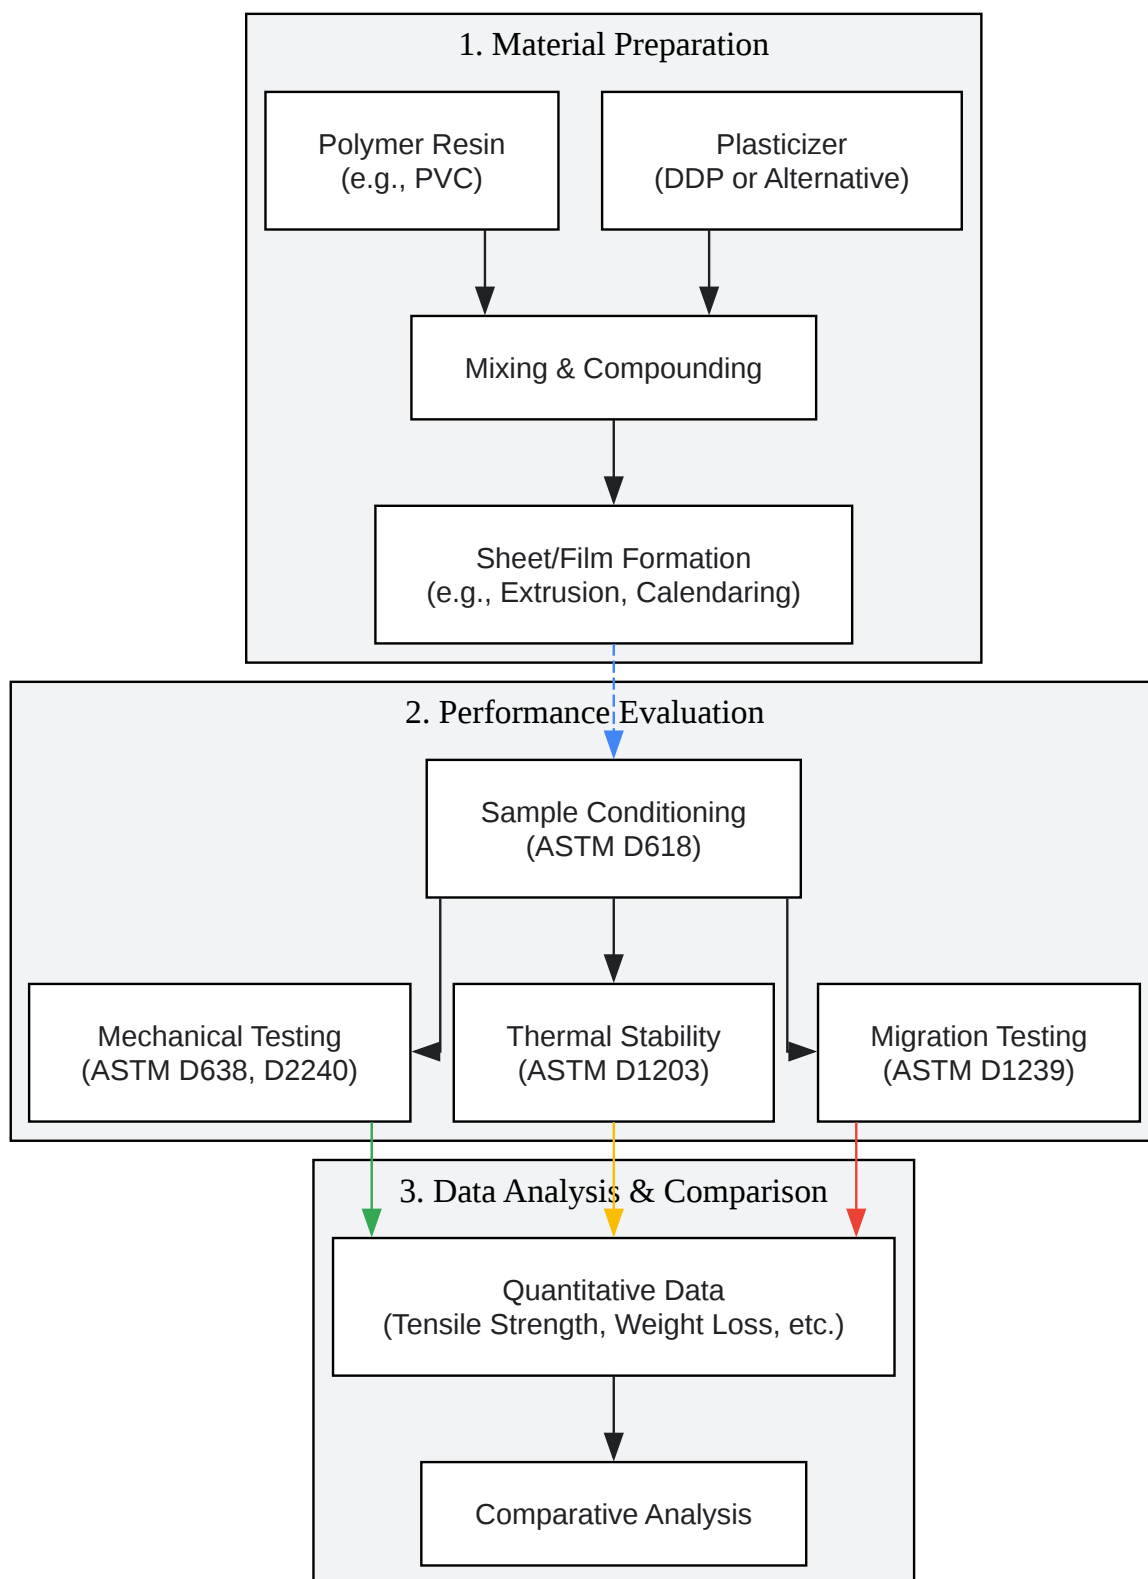 1. Material Preparation
Polymer Resin
(e.g., PVC)
Plasticizer
(DDP or Alternative)
Mixing & Compounding
Sheet/Film Formation
(e.g., Extrusion, Calendaring)
2. Performance Evaluation
Sample Conditioning
(ASTM D618)
Mechanical Testing
(ASTM D638, D2240)
Thermal Stability
(ASTM D1203)
Migration Testing
(ASTM D1239)
3. Data Analysis & Comparison
Quantitative Data
(Tensile Strength, Weight Loss, etc.)
Comparative Analysis